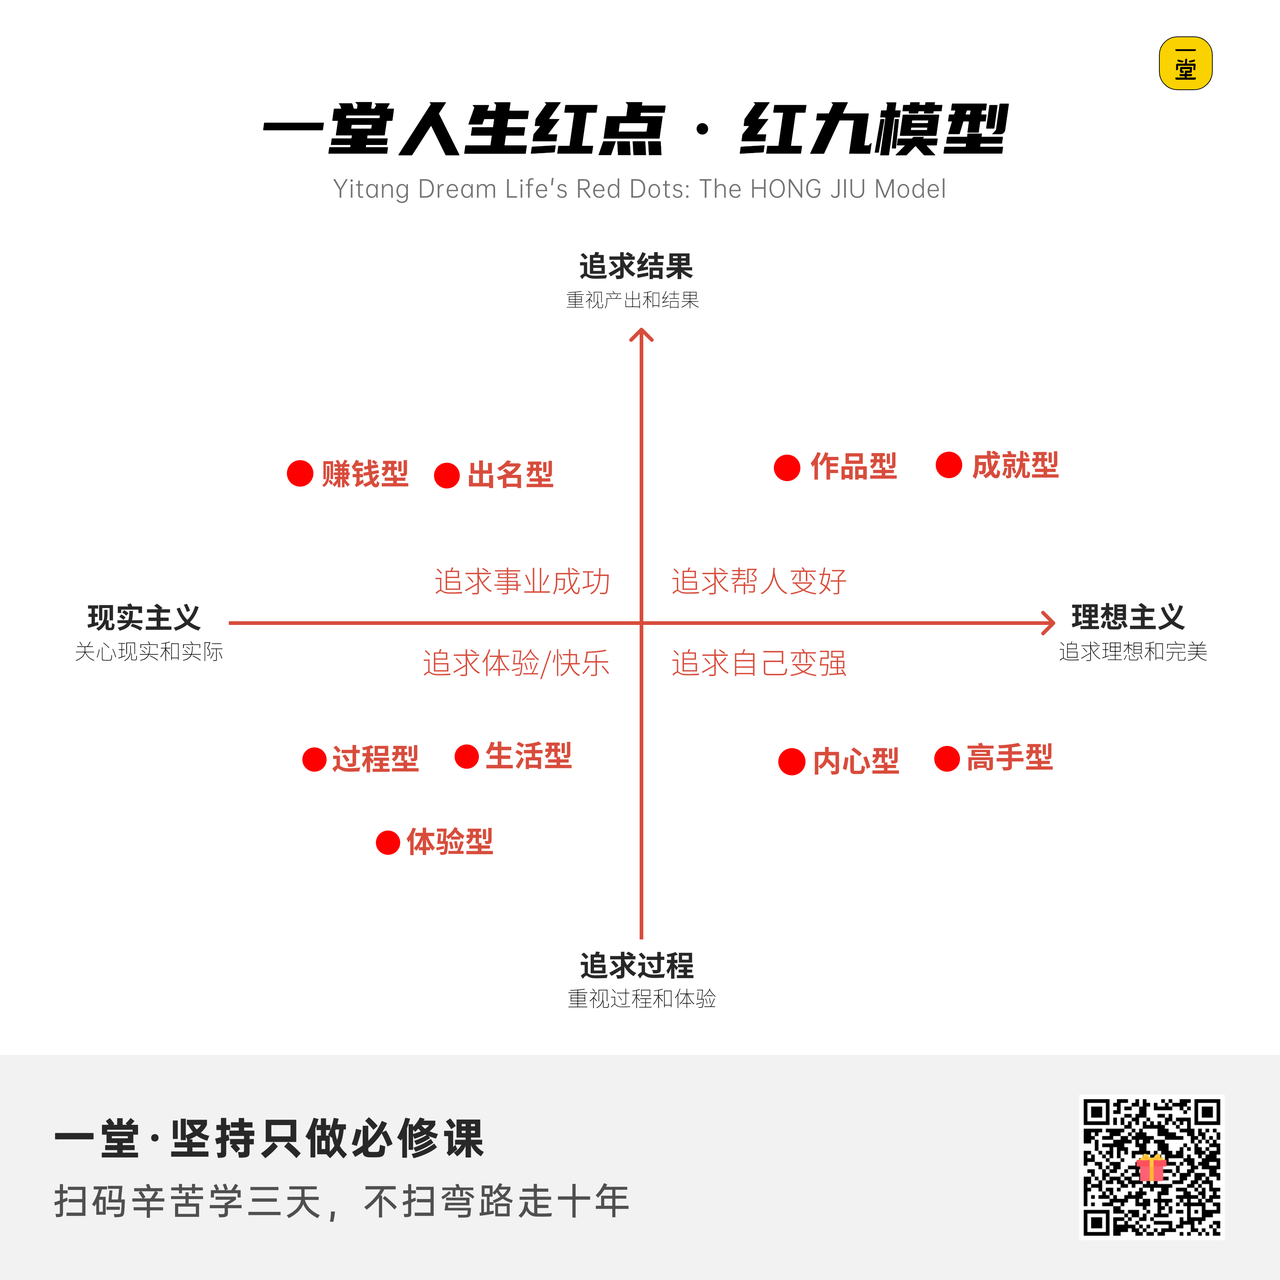 一堂
一堂人生红点 · 红九模型
Yitang Dream Life's Red Dots: The HONG JIU Model
追求结果
重视产出和结果
赚钱型 出名型 作品型 成就型
追求事业成功 追求帮人变好
现实主义 理想主义
关心现实和实际 追求理想和完美
追求体验/快乐 追求自己变强
过程型 生活型 内心型 高手型
体验型
追求过程
重视过程和体验
一堂·坚持只做必修课
扫码辛苦学三天，不扫弯路走十年